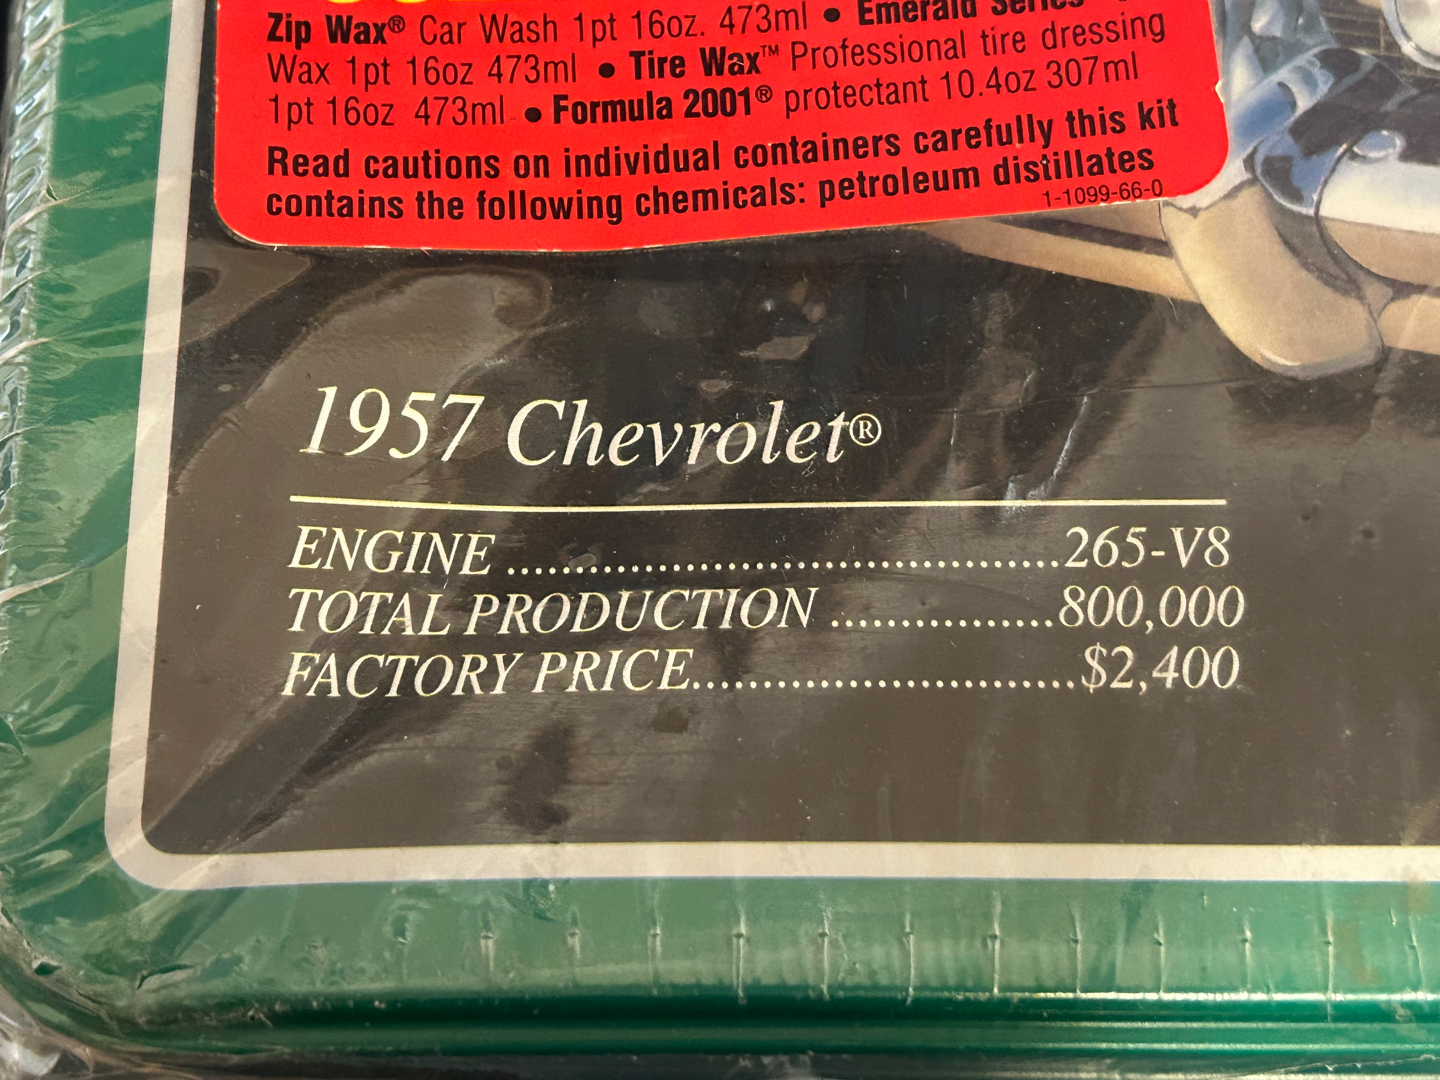 Zip Wax® Car Wash 1pt 16oz. 473ml • Emerald Series
Wax 1pt 16oz 473ml • Tire Wax™ Professional tire dressing
1pt 16oz 473ml • Formula 2001® protectant 10.4oz 307ml
Read cautions on individual containers carefully this kit
contains the following chemicals: petroleum distillates
1-1099-66-0
1957 Chevrolet®
ENGINE ........................................265-V8
TOTAL PRODUCTION ................800,000
FACTORY PRICE...........................$2,400